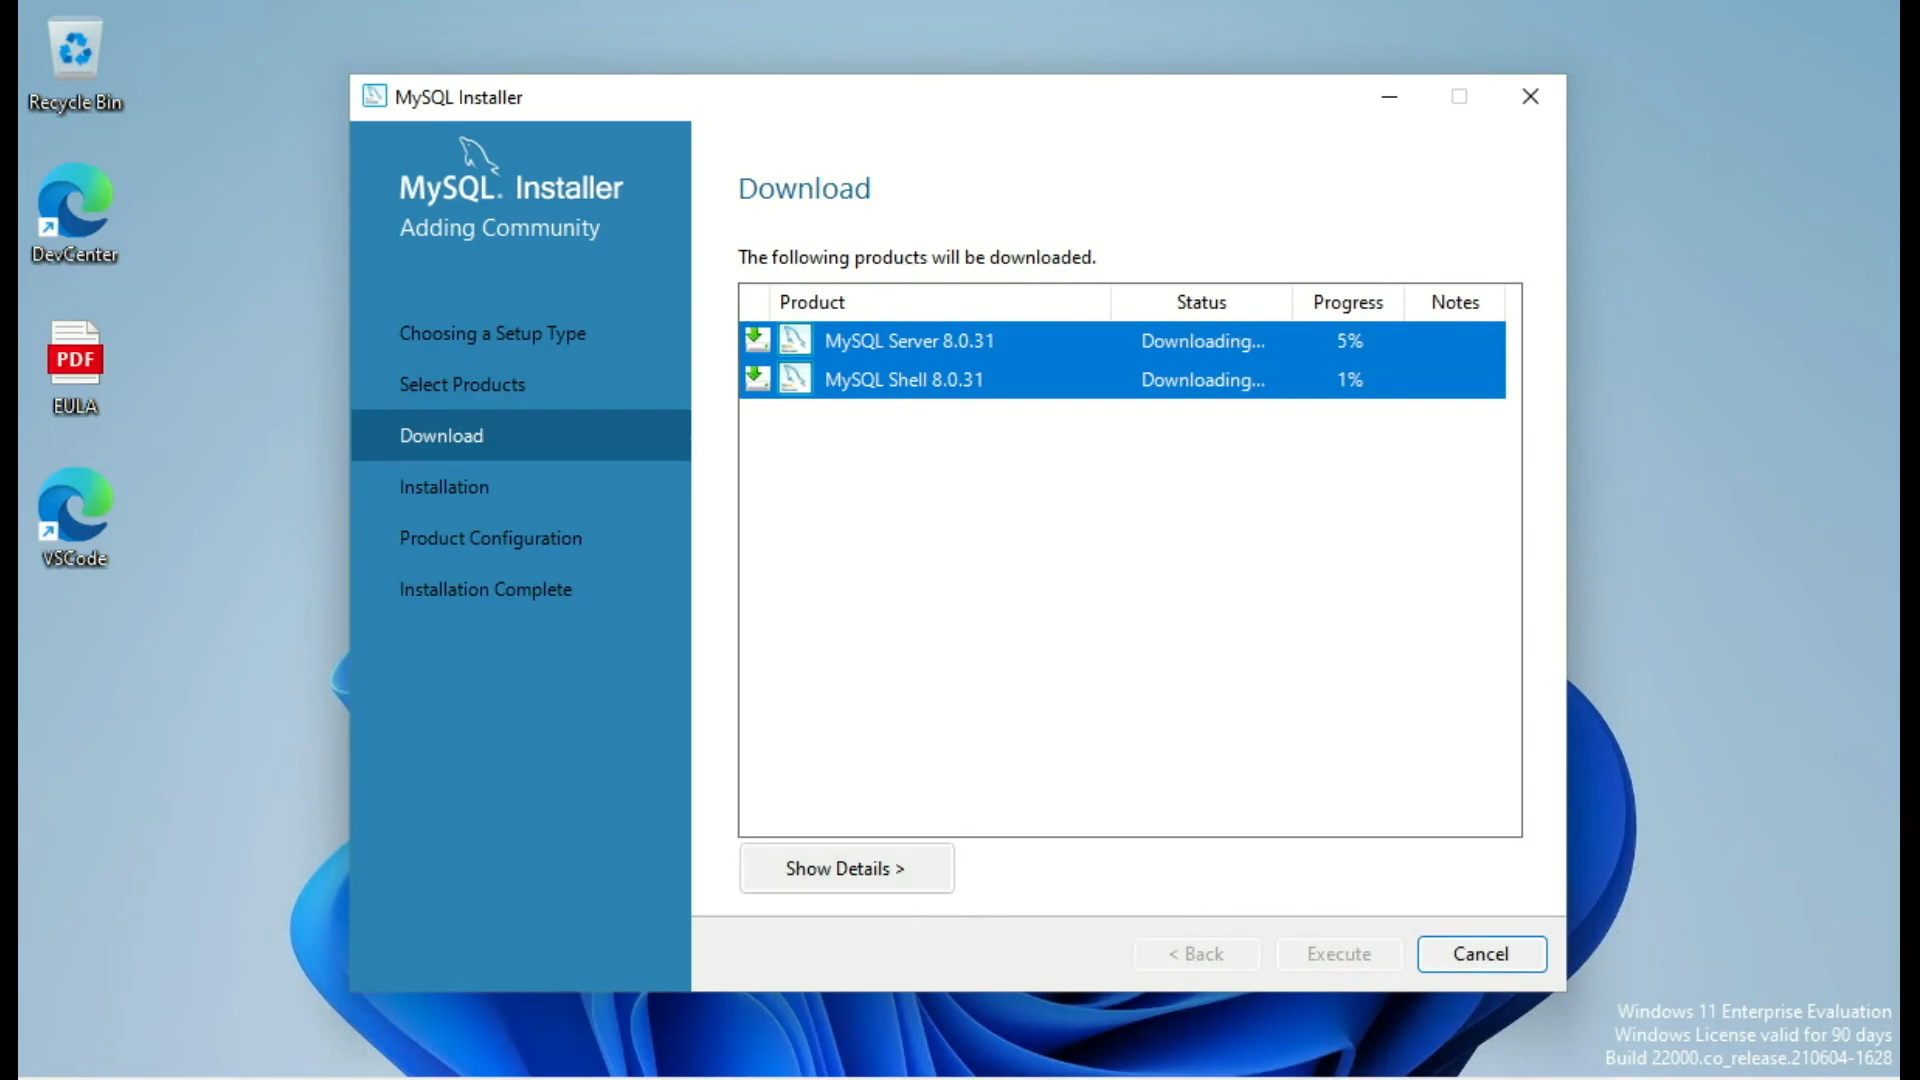 Recycle Bin
DevCenter
PDF
EULA
VSCode
MySQL Installer
MySQL. Installer
Adding Community
Choosing a Setup Type
Select Products
Download
Installation
Product Configuration
Installation Complete
Download
The following products will be downloaded.
Product Status Progress Notes
MySQL Server 8.0.31 Downloading... 5%
MySQL Shell 8.0.31 Downloading... 1%
Show Details >
< Back Execute Cancel
Windows 11 Enterprise Evaluation
Windows License valid for 90 days
Build 22000.co_release.210604-1628